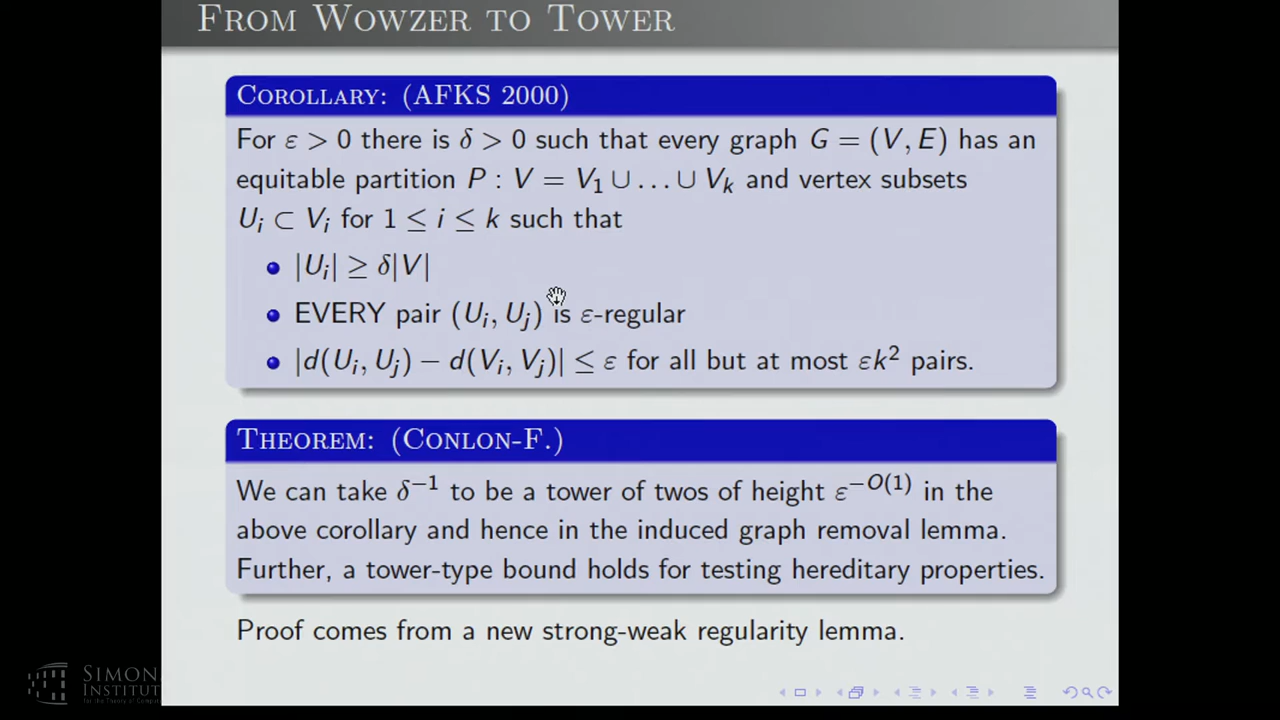 FROM WOWZER TO TOWER
COROLLARY: (AFKS 2000)
For ε > 0 there is δ > 0 such that every graph G = (V, E) has an
equitable partition P : V = V₁ ∪ … ∪ Vₖ and vertex subsets
Uᵢ ⊂ Vᵢ for 1 ≤ i ≤ k such that
|Uᵢ| ≥ δ|V|
EVERY pair (Uᵢ, Uⱼ) is ε-regular
|d(Uᵢ, Uⱼ) − d(Vᵢ, Vⱼ)| ≤ ε for all but at most εk² pairs.
THEOREM: (CONLON-F.)
We can take δ⁻¹ to be a tower of twos of height ε^{−O(1)} in the
above corollary and hence in the induced graph removal lemma.
Further, a tower-type bound holds for testing hereditary properties.
Proof comes from a new strong-weak regularity lemma.
SIMON
INSTITU